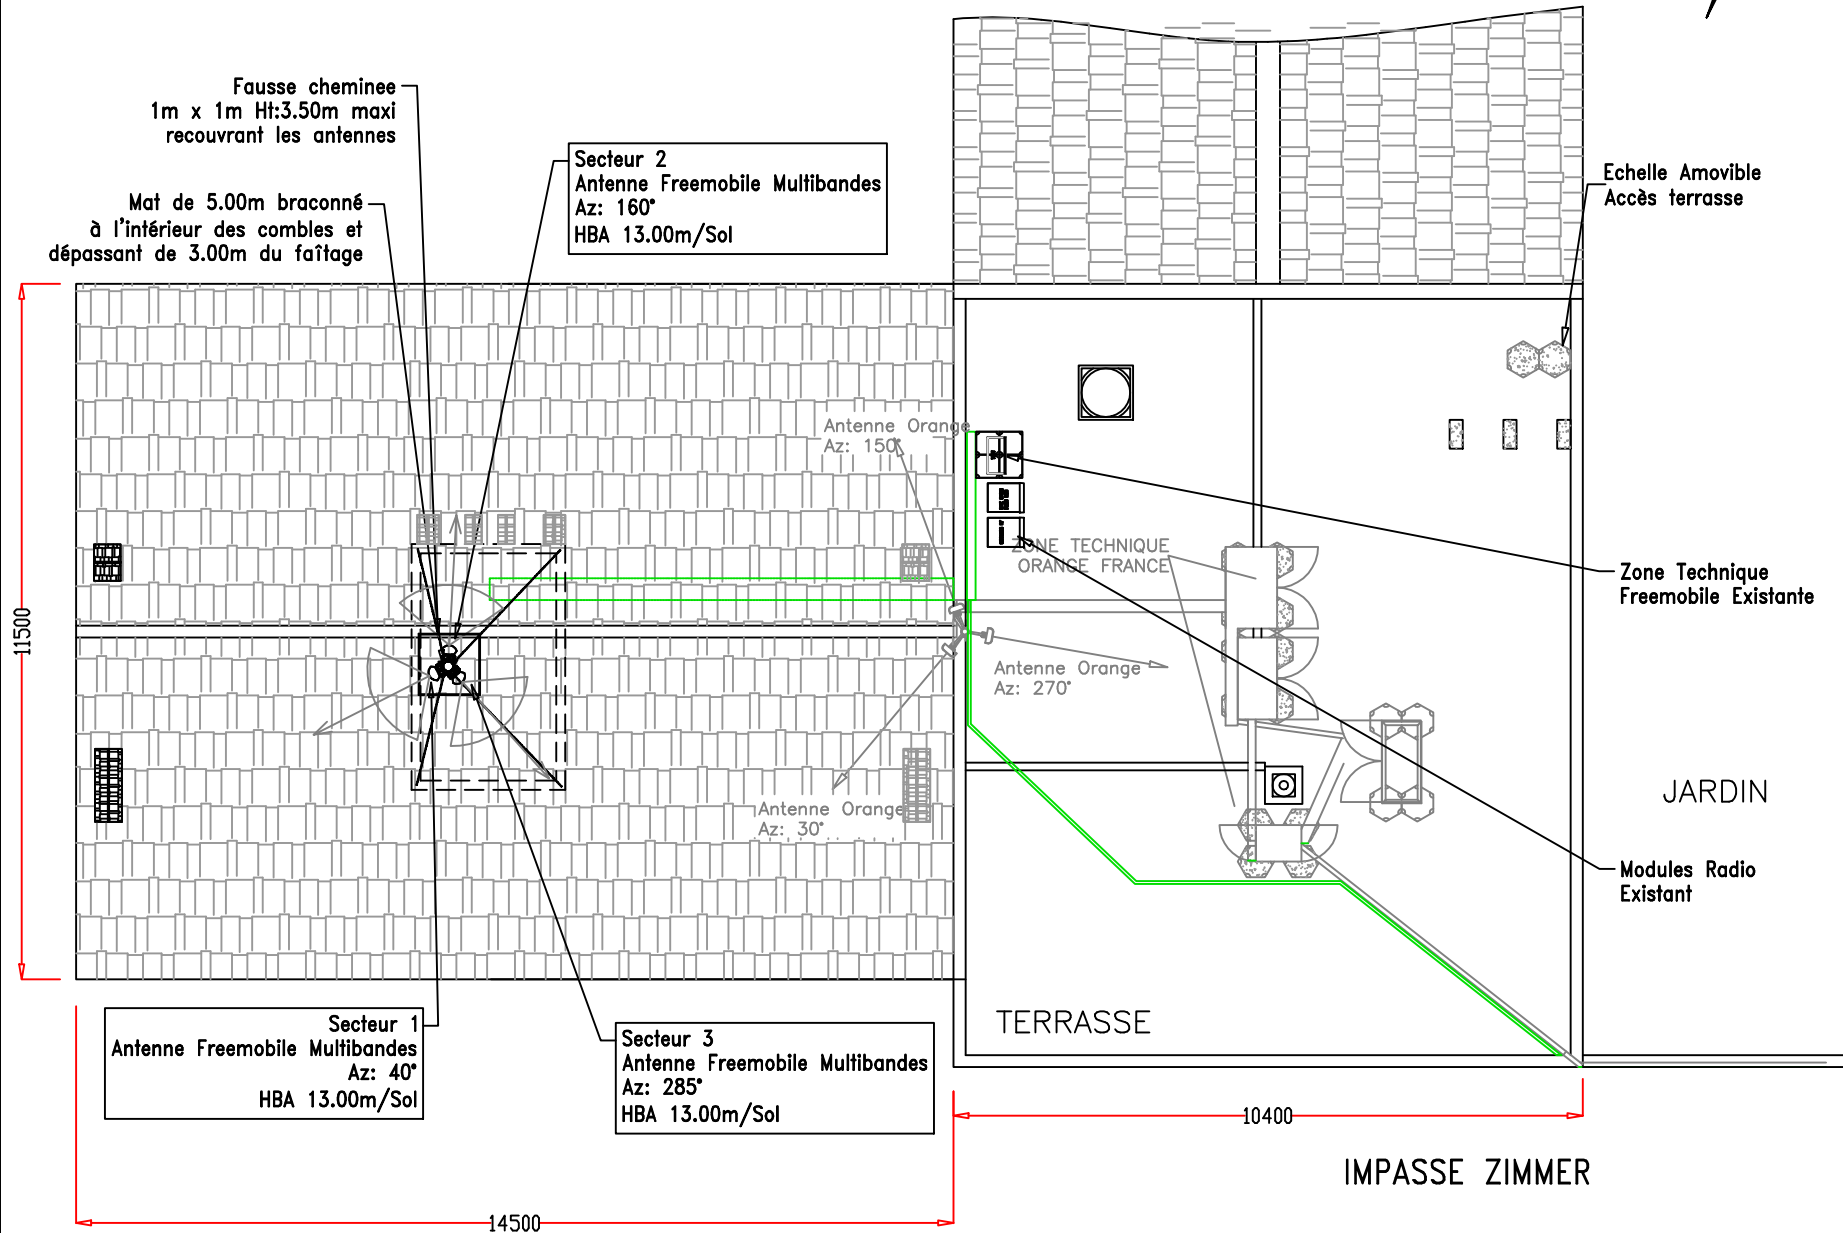 Fausse cheminee
1m x 1m Ht:3.50m maxi
recouvrant les antennes
Mat de 5.00m braconné
à l'intérieur des combles et
dépassant de 3.00m du faîtage
Secteur 2
Antenne Freemobile Multibandes
Az: 160°
HBA 13.00m/Sol
Echelle Amovible
Accès terrasse
Antenne Orange
Az: 150°
ZONE TECHNIQUE
ORANGE FRANCE
Zone Technique
Freemobile Existante
11500
Antenne Orange
Az: 270°
Antenne Orange
Az: 30°
JARDIN
Modules Radio
Existant
TERRASSE
Secteur 1
Antenne Freemobile Multibandes
Az: 40°
HBA 13.00m/Sol
Secteur 3
Antenne Freemobile Multibandes
Az: 285°
HBA 13.00m/Sol
10400
IMPASSE ZIMMER
14500